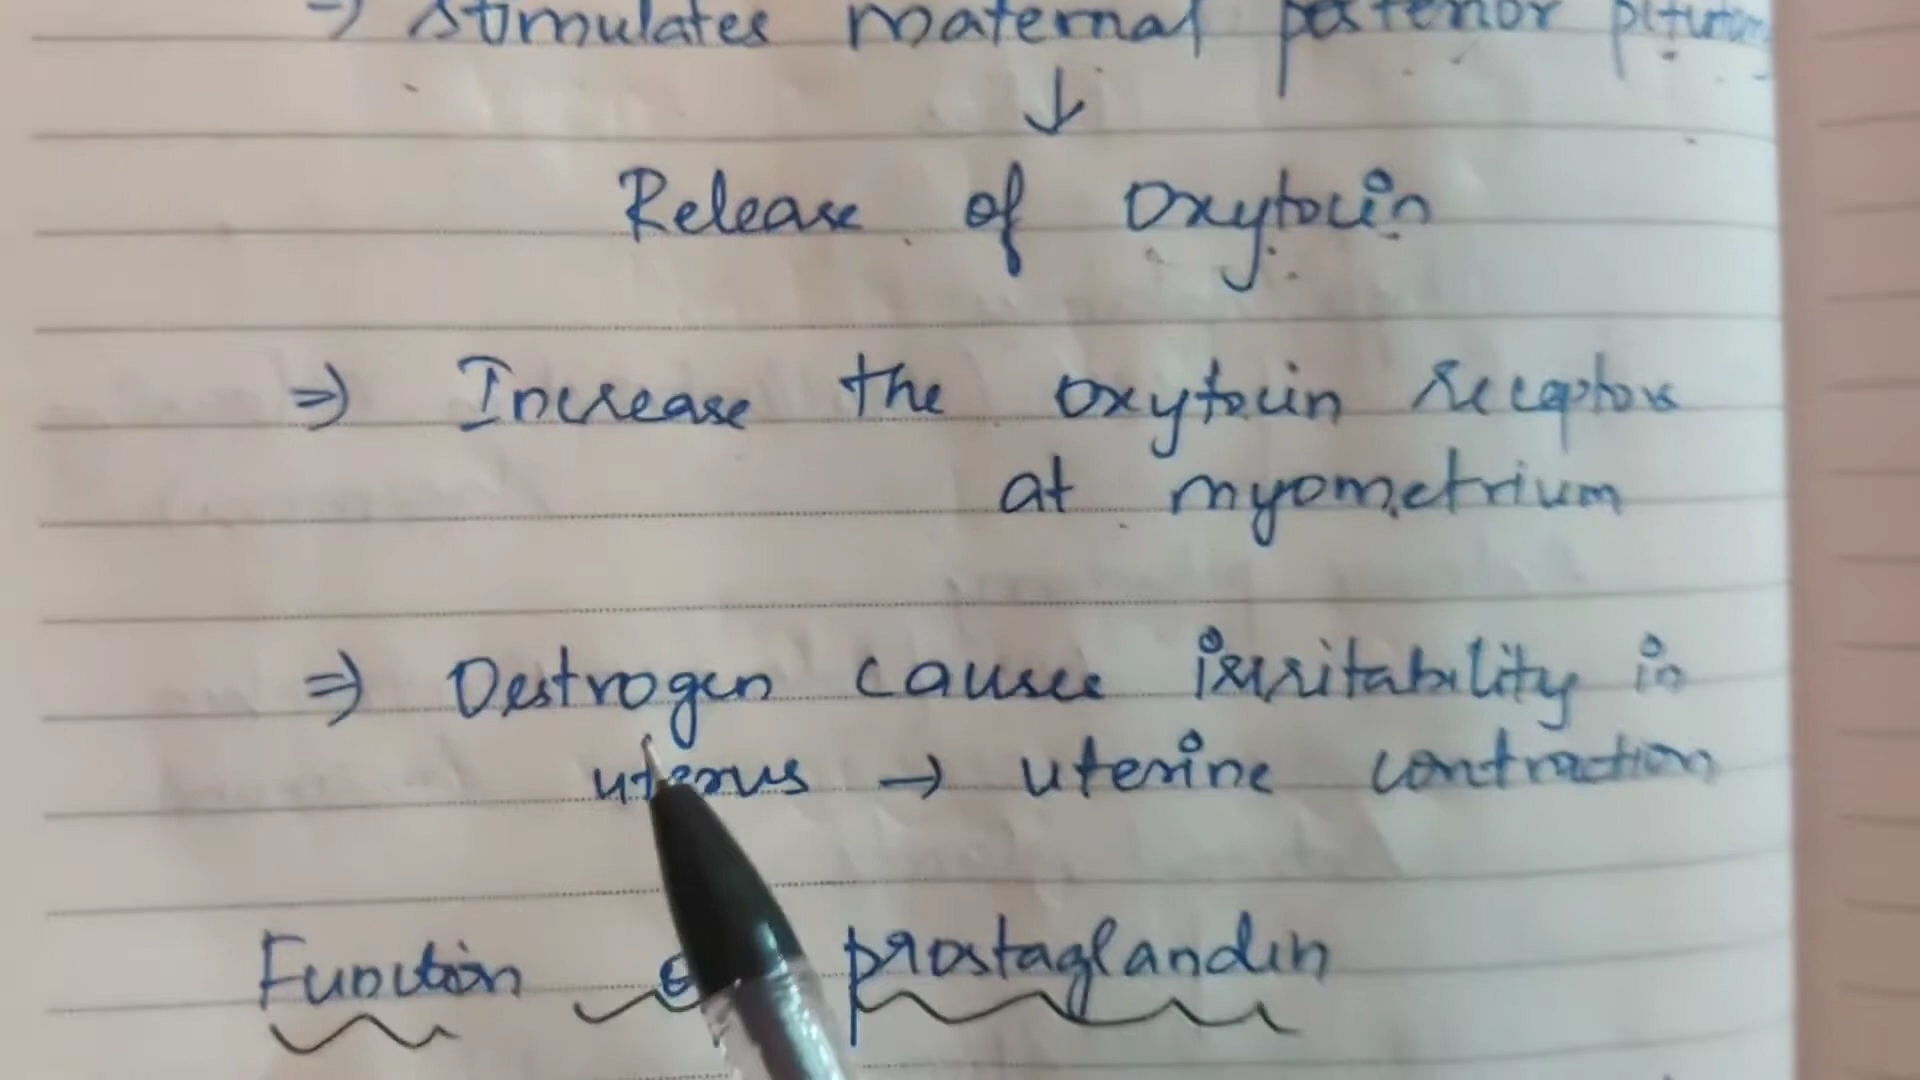 → Stimulates maternal posterior pituitary
↓
Release of Oxytocin
⇒ Increase the oxytocin receptors
at myometrium
⇒ Oestrogen causes irritability in
uterus → uterine contraction
Function prostaglandin